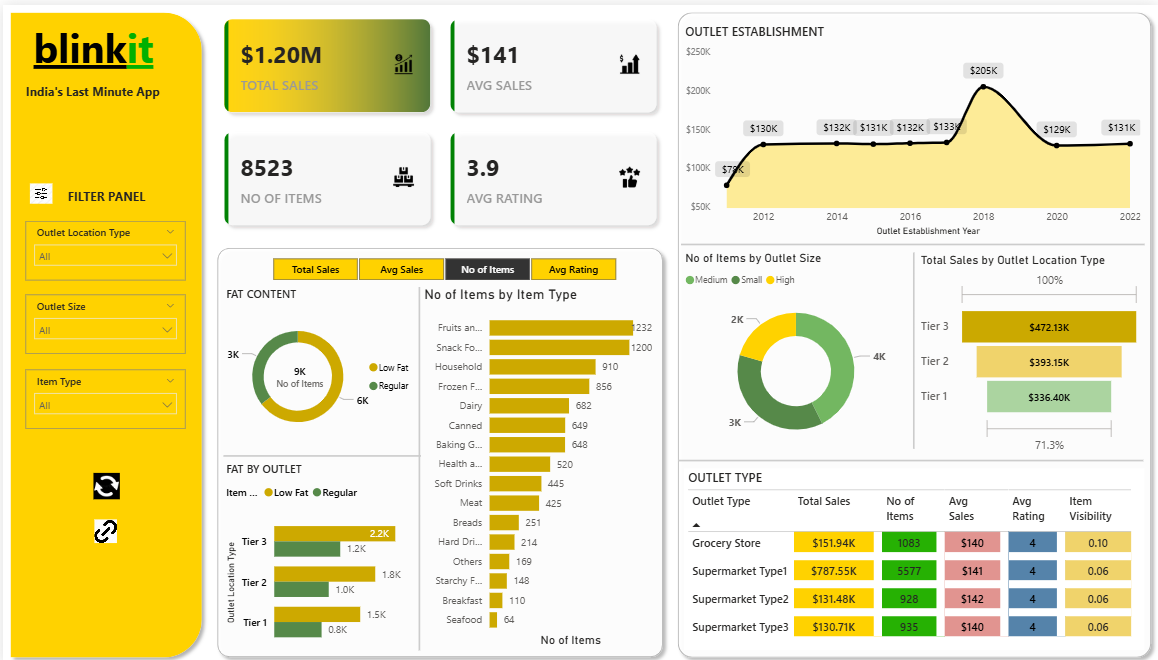 blinkit
India's Last Minute App
FILTER PANEL
Outlet Location Type
All
Outlet Size
All
Item Type
All
$1.20M
TOTAL SALES
$141
AVG SALES
8523
NO OF ITEMS
3.9
AVG RATING
Total Sales Avg Sales No of Items Avg Rating
FAT CONTENT
3K
9K
No of Items
6K
Low Fat
Regular
FAT BY OUTLET
Item ... Low Fat Regular
Outlet Location Type
Tier 3 2.2K
1.2K
Tier 2 1.8K
1.0K
Tier 1 1.5K
0.8K
No of Items by Item Type
Fruits an... 1232
Snack Fo... 1200
Household 910
Frozen F... 856
Dairy 682
Canned 649
Baking G... 648
Health a... 520
Soft Drinks 445
Meat 425
Breads 251
Hard Dri... 214
Others 169
Starchy F... 148
Breakfast 110
Seafood 64
No of Items
OUTLET ESTABLISHMENT
$250K
$200K
$150K
$100K
$50K
$78K $130K $132K $131K $132K $133K $205K $129K $131K
2012 2014 2016 2018 2020 2022
Outlet Establishment Year
No of Items by Outlet Size
Medium Small High
2K
4K
3K
Total Sales by Outlet Location Type
100%
Tier 3 $472.13K
Tier 2 $393.15K
Tier 1 $336.40K
71.3%
OUTLET TYPE
Outlet Type Total Sales No of Items Avg Sales Avg Rating Item Visibility
Grocery Store $151.94K 1083 $140 4 0.10
Supermarket Type1 $787.55K 5577 $141 4 0.06
Supermarket Type2 $131.48K 928 $142 4 0.06
Supermarket Type3 $130.71K 935 $140 4 0.06